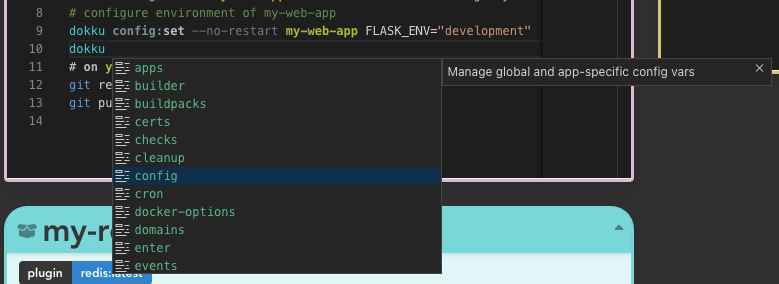 8 # configure environment of my-web-app
9 dokku config:set --no-restart my-web-app FLASK_ENV="development"
10 dokku
apps
Manage global and app-specific config vars
11 # on y
builder
12 git re
buildpacks
13 git pu
certs
14
checks
cleanup
config
cron
docker-options
domains
enter
events
my-r
plugin redis:latest